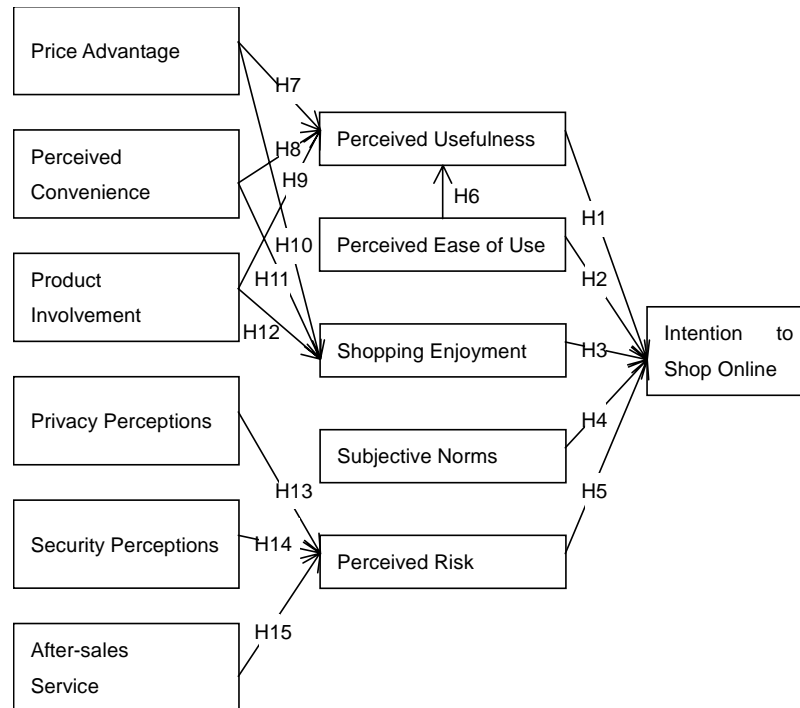 Price Advantage
Perceived
Convenience
Product
Involvement
Privacy Perceptions
Security Perceptions
After-sales
Service
H7
H8
H9
H10
H11
H12
H13
H14
H15
Perceived Usefulness
H6
Perceived Ease of Use
Shopping Enjoyment
Subjective Norms
Perceived Risk
H1
H2
H3
H4
H5
Intention to
Shop Online